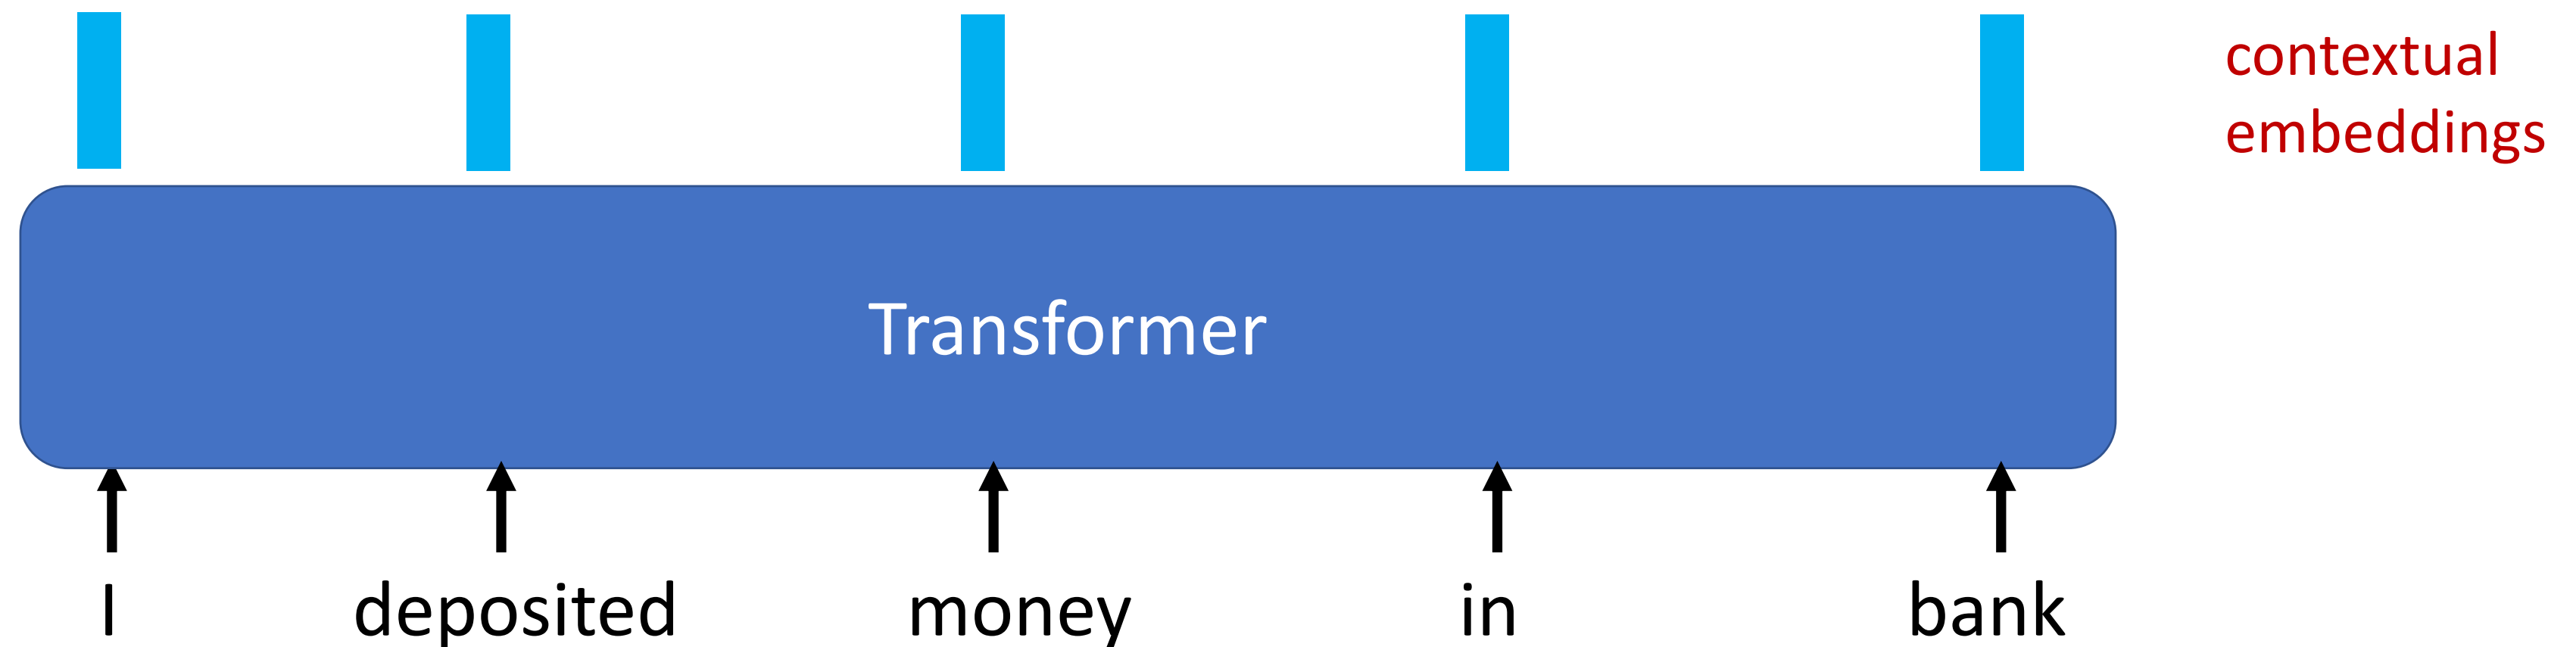 contextual
embeddings
Transformer
I deposited money in bank